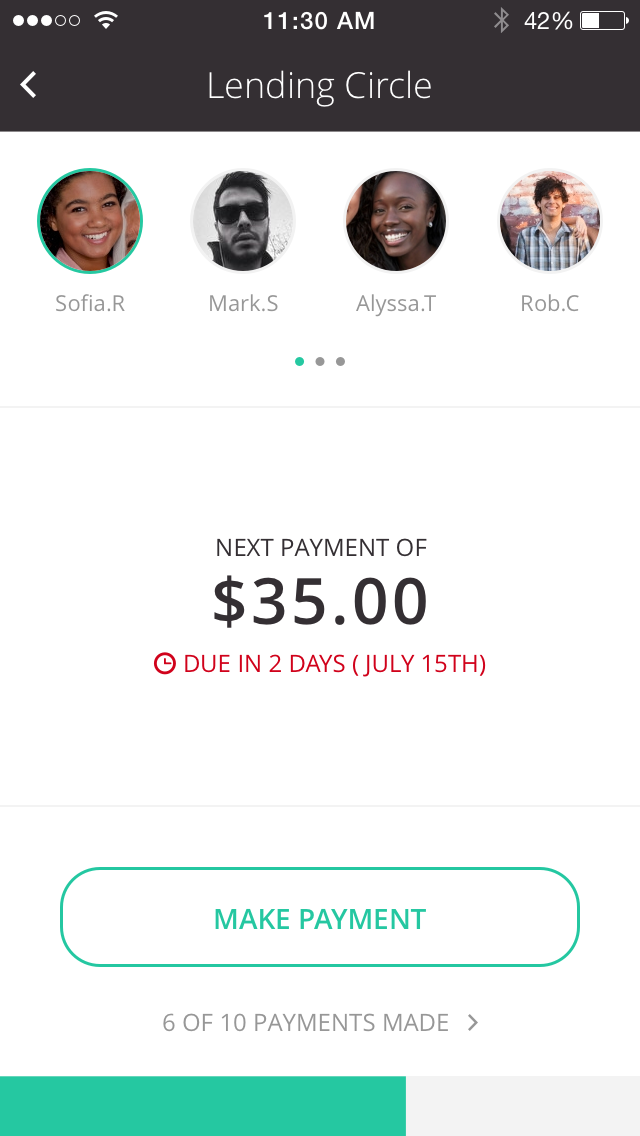 11:30 AM
42%
Lending Circle
Sofia.R
Mark.S
Alyssa.T
Rob.C
NEXT PAYMENT OF
$35.00
DUE IN 2 DAYS ( JULY 15TH)
MAKE PAYMENT
6 OF 10 PAYMENTS MADE